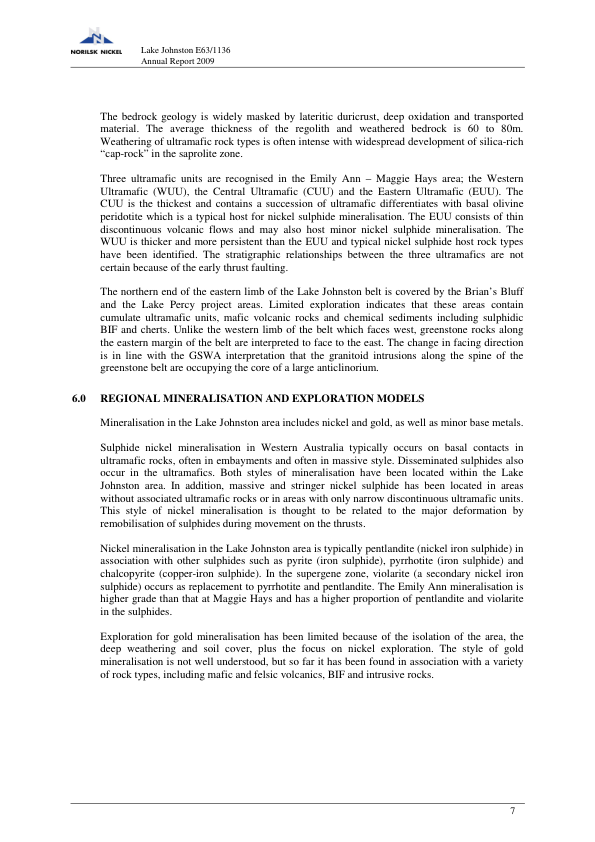 NORILSK NICKEL
Lake Johnston E63/1136
Annual Report 2009
The bedrock geology is widely masked by lateritic duricrust, deep oxidation and transported
material. The average thickness of the regolith and weathered bedrock is 60 to 80m.
Weathering of ultramafic rock types is often intense with widespread development of silica-rich
“cap-rock” in the saprolite zone.
Three ultramafic units are recognised in the Emily Ann – Maggie Hays area; the Western
Ultramafic (WUU), the Central Ultramafic (CUU) and the Eastern Ultramafic (EUU). The
CUU is the thickest and contains a succession of ultramafic differentiates with basal olivine
peridotite which is a typical host for nickel sulphide mineralisation. The EUU consists of thin
discontinuous volcanic flows and may also host minor nickel sulphide mineralisation. The
WUU is thicker and more persistent than the EUU and typical nickel sulphide host rock types
have been identified. The stratigraphic relationships between the three ultramafics are not
certain because of the early thrust faulting.
The northern end of the eastern limb of the Lake Johnston belt is covered by the Brian’s Bluff
and the Lake Percy project areas. Limited exploration indicates that these areas contain
cumulate ultramafic units, mafic volcanic rocks and chemical sediments including sulphidic
BIF and cherts. Unlike the western limb of the belt which faces west, greenstone rocks along
the eastern margin of the belt are interpreted to face to the east. The change in facing direction
is in line with the GSWA interpretation that the granitoid intrusions along the spine of the
greenstone belt are occupying the core of a large anticlinorium.
6.0 REGIONAL MINERALISATION AND EXPLORATION MODELS
Mineralisation in the Lake Johnston area includes nickel and gold, as well as minor base metals.
Sulphide nickel mineralisation in Western Australia typically occurs on basal contacts in
ultramafic rocks, often in embayments and often in massive style. Disseminated sulphides also
occur in the ultramafics. Both styles of mineralisation have been located within the Lake
Johnston area. In addition, massive and stringer nickel sulphide has been located in areas
without associated ultramafic rocks or in areas with only narrow discontinuous ultramafic units.
This style of nickel mineralisation is thought to be related to the major deformation by
remobilisation of sulphides during movement on the thrusts.
Nickel mineralisation in the Lake Johnston area is typically pentlandite (nickel iron sulphide) in
association with other sulphides such as pyrite (iron sulphide), pyrrhotite (iron sulphide) and
chalcopyrite (copper-iron sulphide). In the supergene zone, violarite (a secondary nickel iron
sulphide) occurs as replacement to pyrrhotite and pentlandite. The Emily Ann mineralisation is
higher grade than that at Maggie Hays and has a higher proportion of pentlandite and violarite
in the sulphides.
Exploration for gold mineralisation has been limited because of the isolation of the area, the
deep weathering and soil cover, plus the focus on nickel exploration. The style of gold
mineralisation is not well understood, but so far it has been found in association with a variety
of rock types, including mafic and felsic volcanics, BIF and intrusive rocks.
7